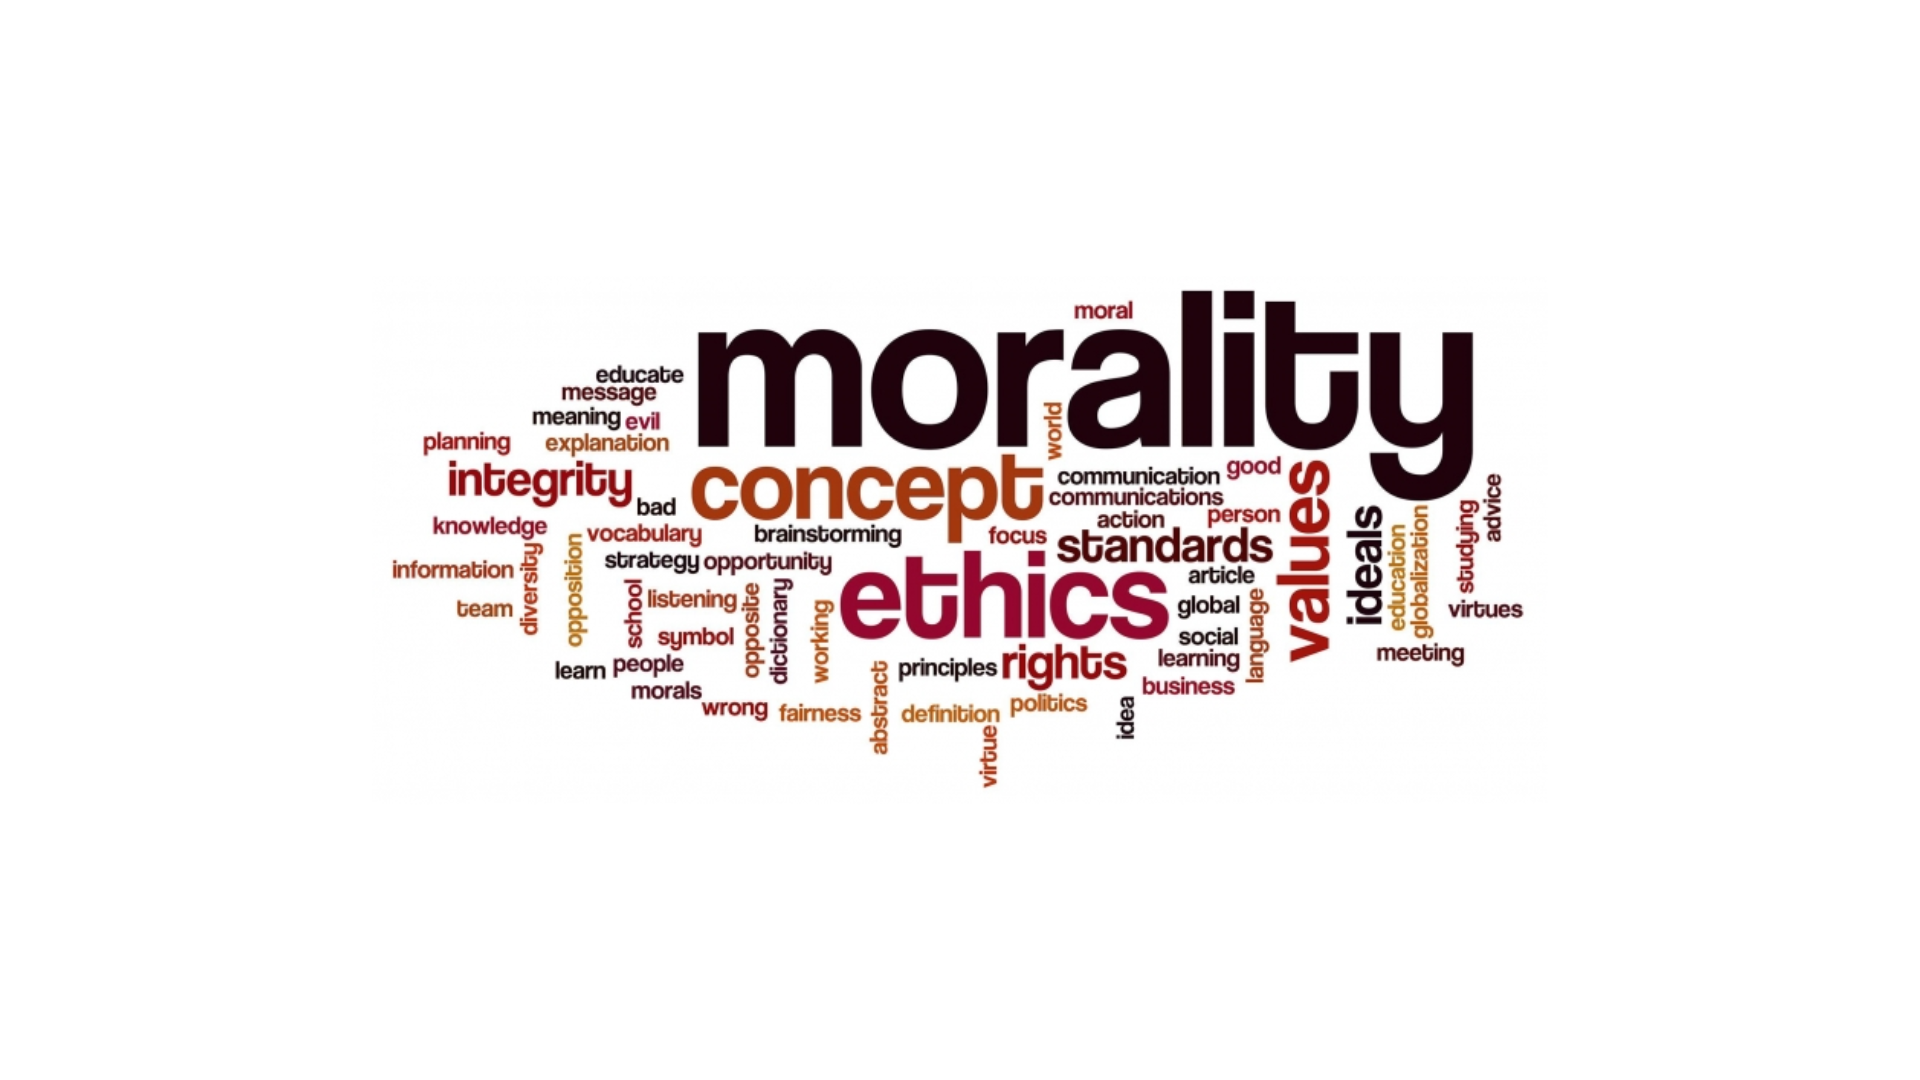 moral
morality
educate
message
meaning
evil
world
planning
explanation
integrity
concept
communication
good
communications
values
bad
action
person
ideals
advice
knowledge
vocabulary
brainstorming
focus
standards
education
globalization
studying
information
diversity
opposition
strategy
opportunity
ethics
article
team
school
listening
opposite
dictionary
working
global
language
virtues
symbol
social
learn
people
principles
rights
learning
meeting
morals
abstract
business
wrong
fairness
definition
politics
idea
virtue